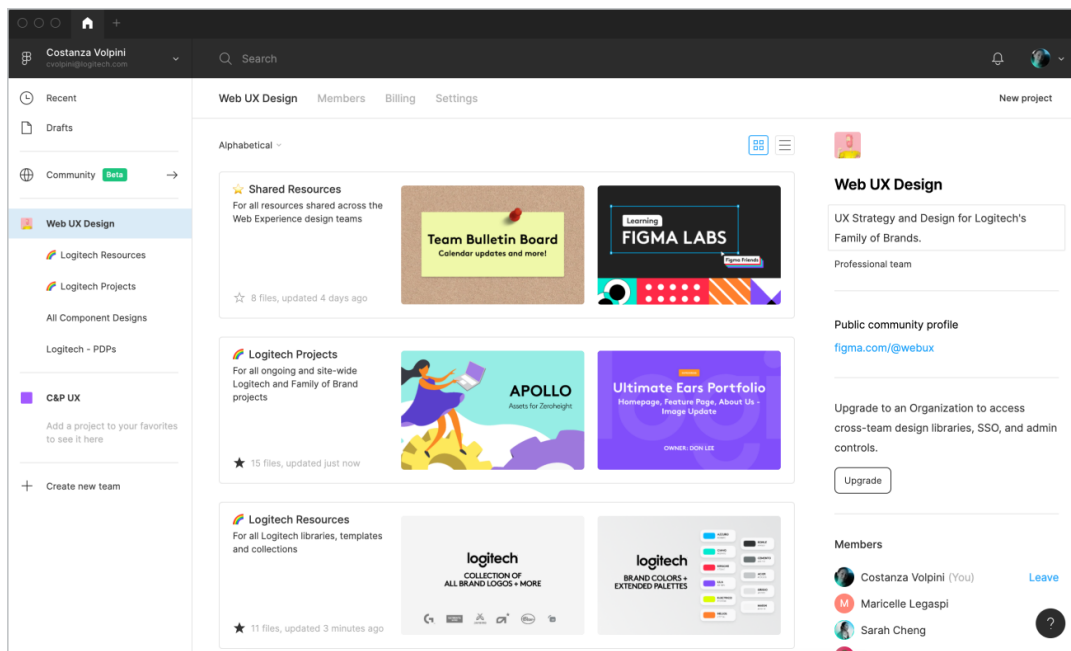 Costanza Volpini
cvolpini@logitech.com
Search
Recent
Drafts
Community Beta
Web UX Design
Logitech Resources
Logitech Projects
All Component Designs
Logitech - PDPs
C&P UX
Add a project to your favorites
to see it here
Create new team
Web UX Design Members Billing Settings
New project
Alphabetical
Shared Resources
For all resources shared across the
Web Experience design teams
8 files, updated 4 days ago
Team Bulletin Board
Calendar updates and more!
Learning
FIGMA LABS
Figma Friends
Logitech Projects
For all ongoing and site-wide
Logitech and Family of Brand
projects
15 files, updated just now
APOLLO
Assets for Zeroheight
Ultimate Ears Portfolio
Homepage, Feature Page, About Us -
Image Update
OWNER: DON LEE
Logitech Resources
For all Logitech libraries, templates
and collections
11 files, updated 3 minutes ago
logitech
COLLECTION OF
ALL BRAND LOGOS + MORE
logitech
BRAND COLORS +
EXTENDED PALETTES
Web UX Design
UX Strategy and Design for Logitech's
Family of Brands.
Professional team
Public community profile
figma.com/@webux
Upgrade to an Organization to access
cross-team design libraries, SSO, and admin
controls.
Upgrade
Members
Costanza Volpini (You) Leave
M Maricelle Legaspi
Sarah Cheng
?